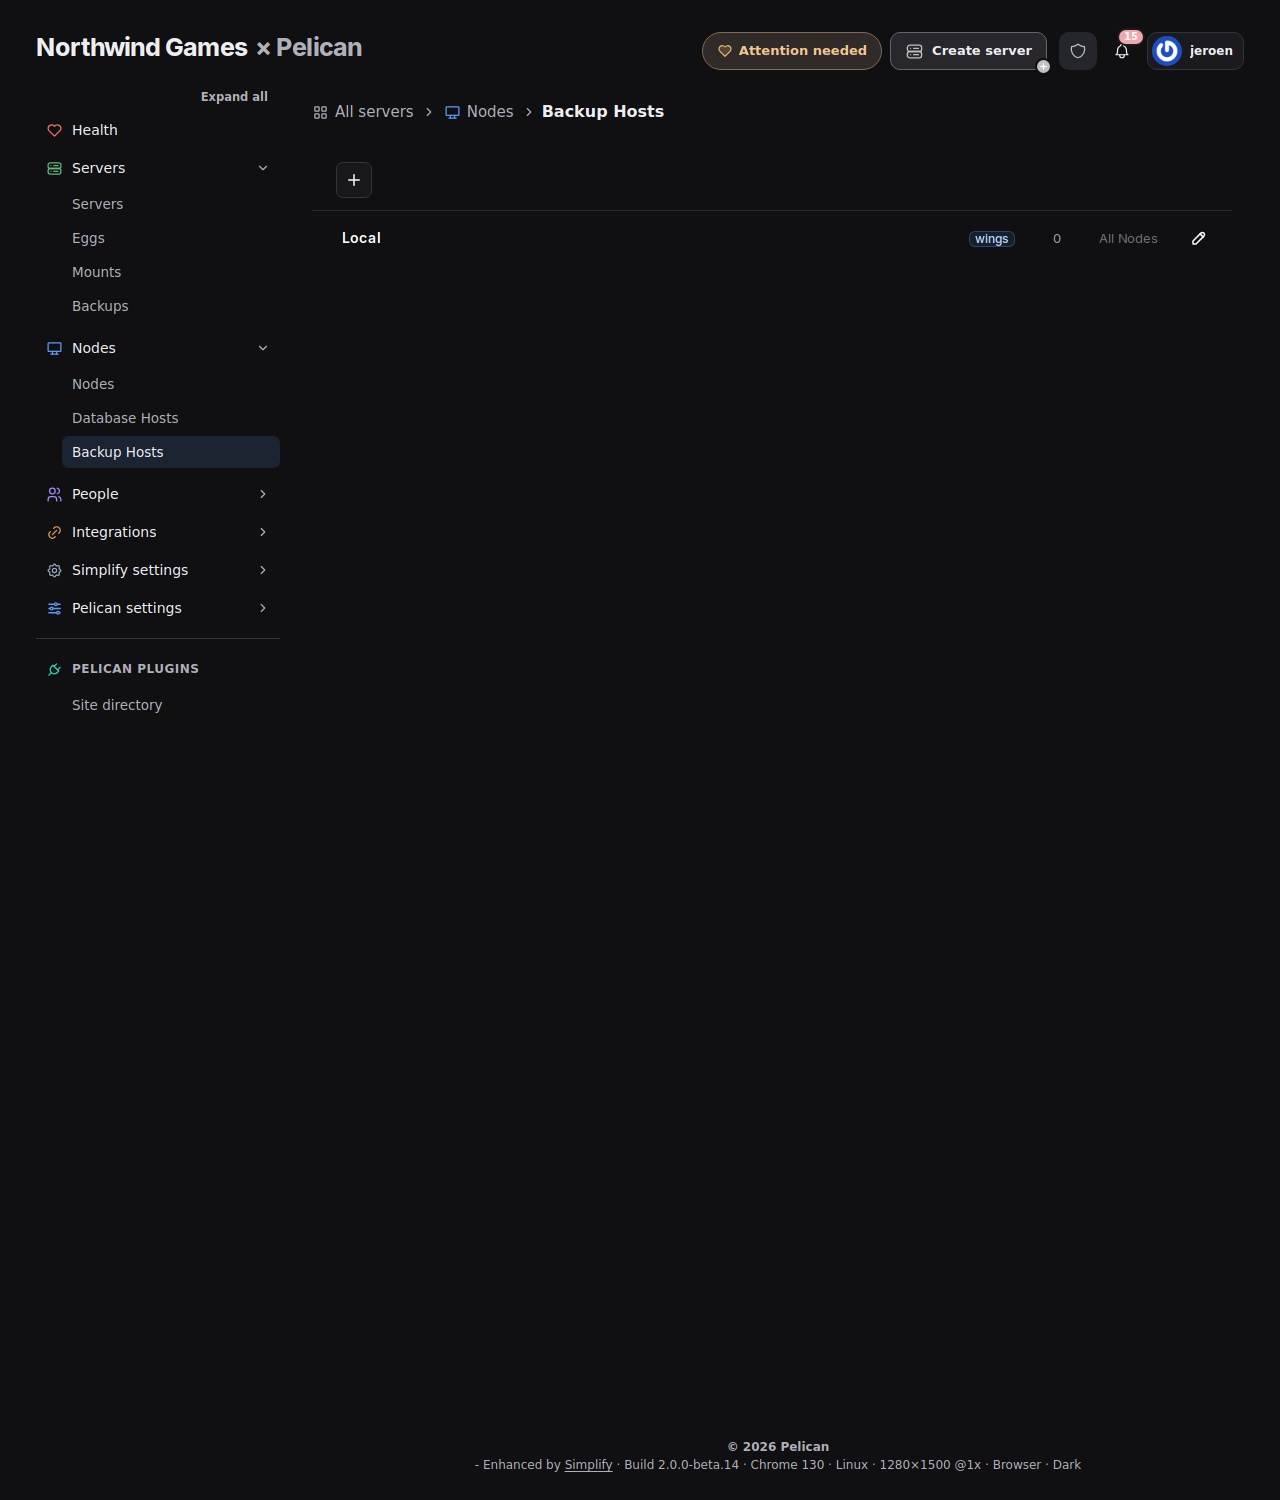 Northwind Games × Pelican
Attention needed
Create server
15
jeroen
Expand all
Health
Servers
Servers
Eggs
Mounts
Backups
Nodes
Nodes
Database Hosts
Backup Hosts
People
Integrations
Simplify settings
Pelican settings
PELICAN PLUGINS
Site directory
All servers > Nodes > Backup Hosts
Local wings 0 All Nodes
© 2026 Pelican
- Enhanced by Simplify · Build 2.0.0-beta.14 · Chrome 130 · Linux · 1280×1500 @1x · Browser · Dark